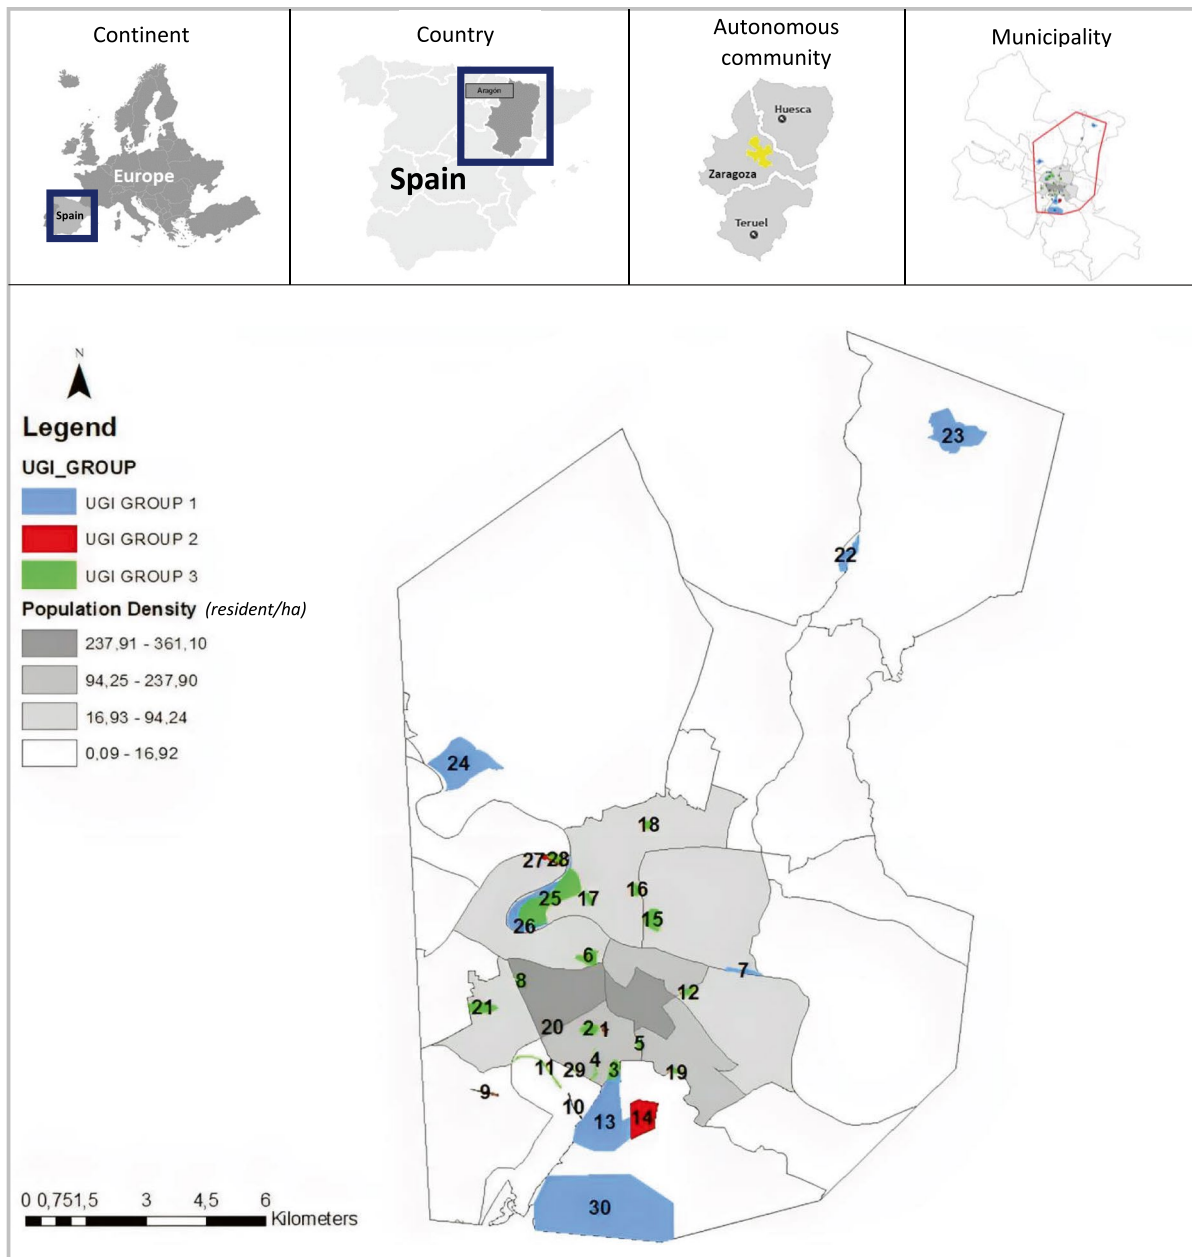 Continent
Country
Autonomous
community
Municipality
Europe
Spain
Aragón
Spain
Huesca
Zaragoza
Teruel
N
Legend
UGI_GROUP
UGI GROUP 1
UGI GROUP 2
UGI GROUP 3
Population Density (resident/ha)
237,91 - 361,10
94,25 - 237,90
16,93 - 94,24
0,09 - 16,92
23
22
24
18
27
28
25
16
17
15
26
6
7
8
12
21
20
2
1
5
4
11
29
3
19
9
10
13
14
30
0 0,751,5 3 4,5 6
Kilometers